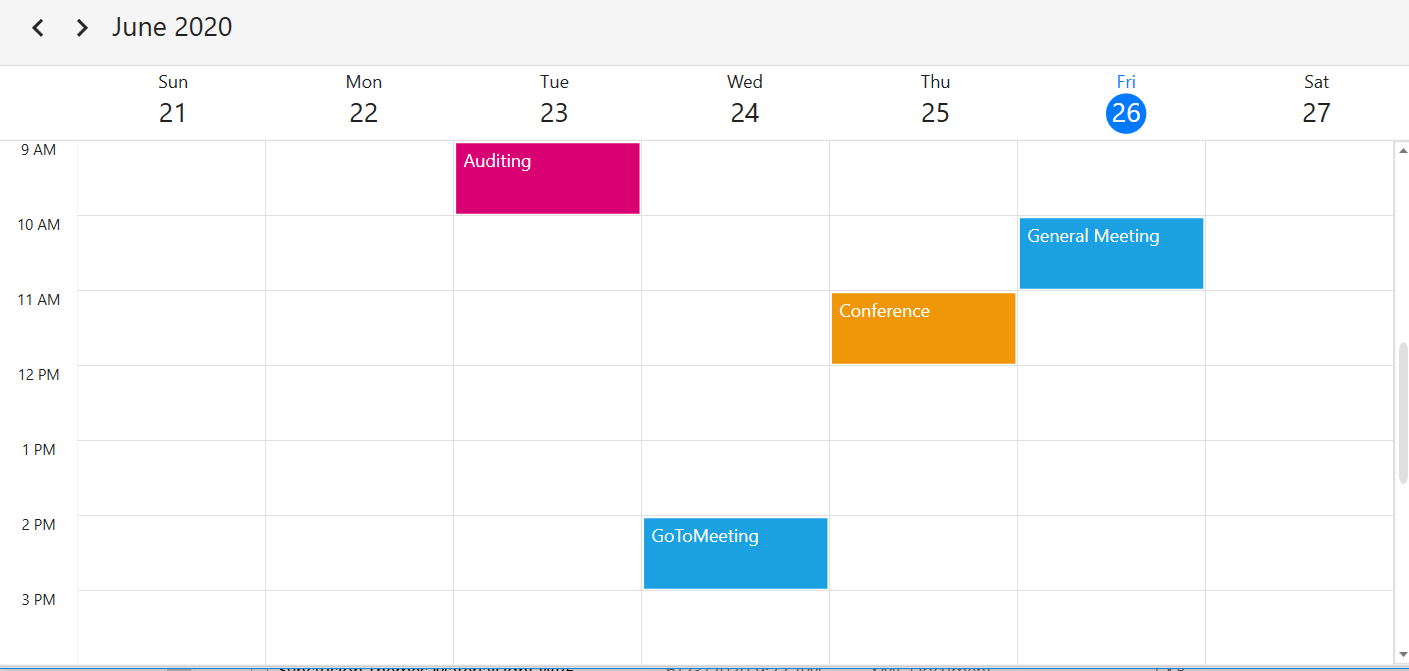 June 2020
Sun Mon Tue Wed Thu Fri Sat
21 22 23 24 25 26 27
9 AM
Auditing
10 AM
General Meeting
11 AM
Conference
12 PM
1 PM
2 PM
GoToMeeting
3 PM